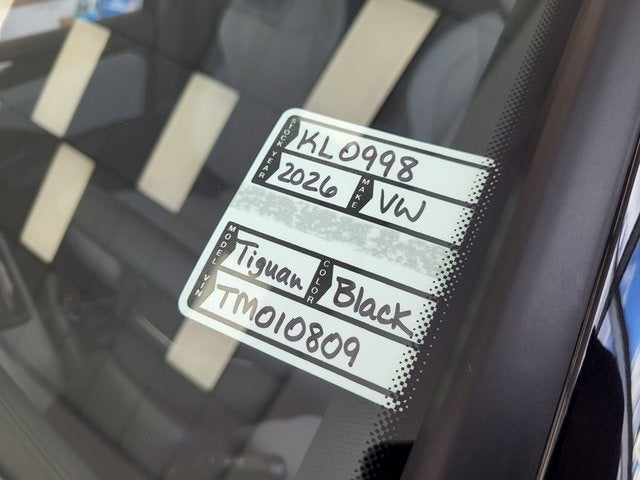 STOCK KL0998
YEAR 2026 MAKE VW
MODEL Tiguan COLOR Black
VIN TM010809